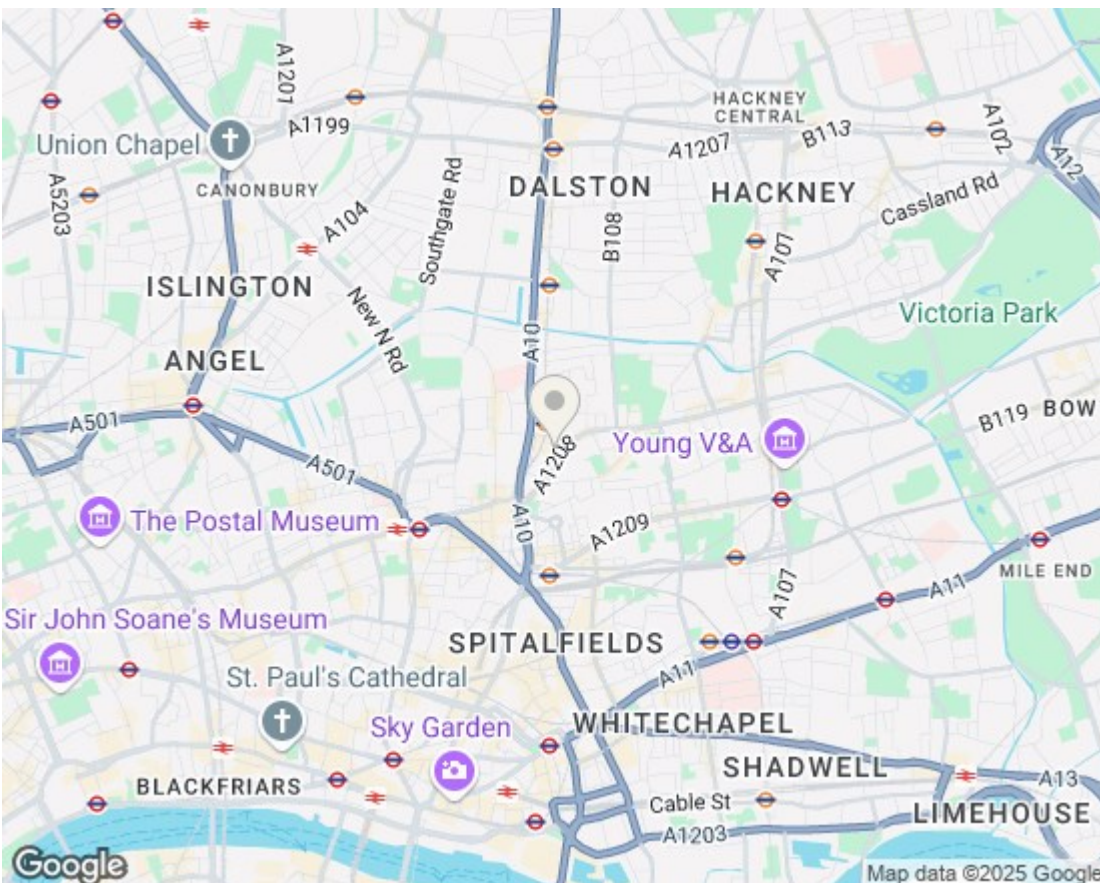 A1201
A1199
Union Chapel
CANONBURY
A5203
A104
Southgate Rd
DALSTON
B108
HACKNEY
CENTRAL
A1207
B113
A102
A12
HACKNEY
Cassland Rd
A107
ISLINGTON
New N Rd
Victoria Park
ANGEL
A10
A501
A501
A1208
Young V&A
B119
BOW
The Postal Museum
A10
A1209
A107
MILE END
A11
Sir John Soane's Museum
SPITALFIELDS
St. Paul's Cathedral
A11
Sky Garden
WHITECHAPEL
SHADWELL
BLACKFRIARS
Cable St
A13
A1203
LIMEHOUSE
Google
Map data ©2025 Google